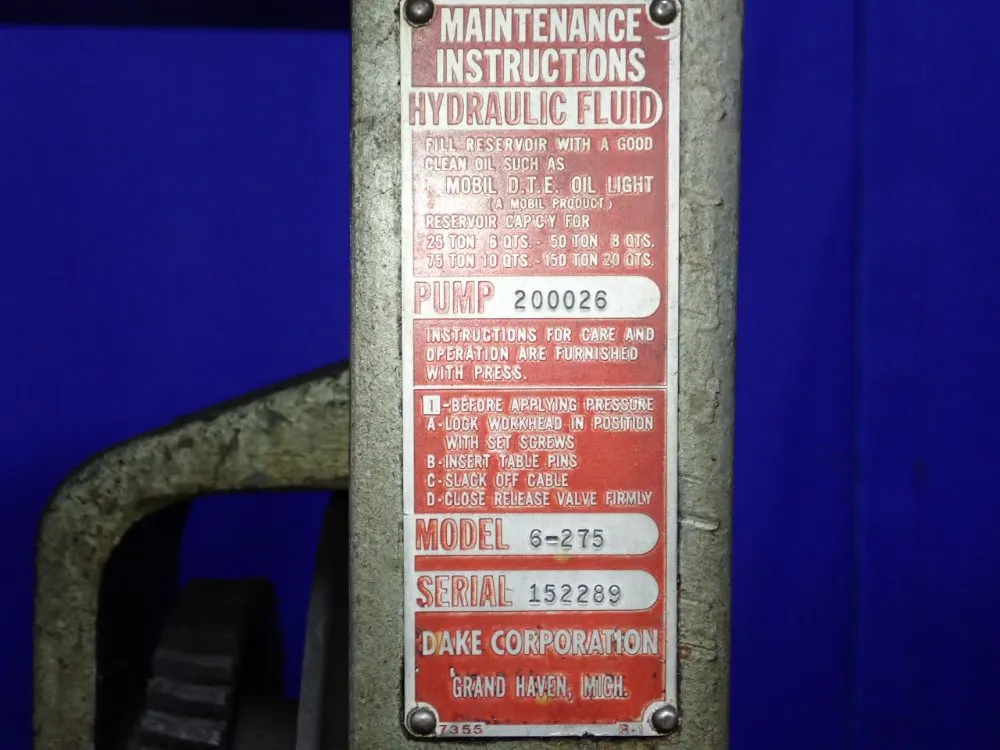 MAINTENANCE
INSTRUCTIONS
HYDRAULIC FLUID
FILL RESERVOIR WITH A GOOD
CLEAN OIL SUCH AS
MOBIL D.T.E. OIL LIGHT
(A MOBIL PRODUCT)
RESERVOIR CAP'C'Y FOR
25 TON 6 QTS. - 50 TON 8 QTS.
75 TON 10 QTS. - 150 TON 20 QTS.
PUMP 200026
INSTRUCTIONS FOR CARE AND
OPERATION ARE FURNISHED
WITH PRESS.
1 - BEFORE APPLYING PRESSURE
A - LOCK WORKHEAD IN POSITION
WITH SET SCREWS
B - INSERT TABLE PINS
C - SLACK OFF CABLE
D - CLOSE RELEASE VALVE FIRMLY
MODEL 6-275
SERIAL 152289
DAKE CORPORATION
GRAND HAVEN, MICH.
7355 R-1